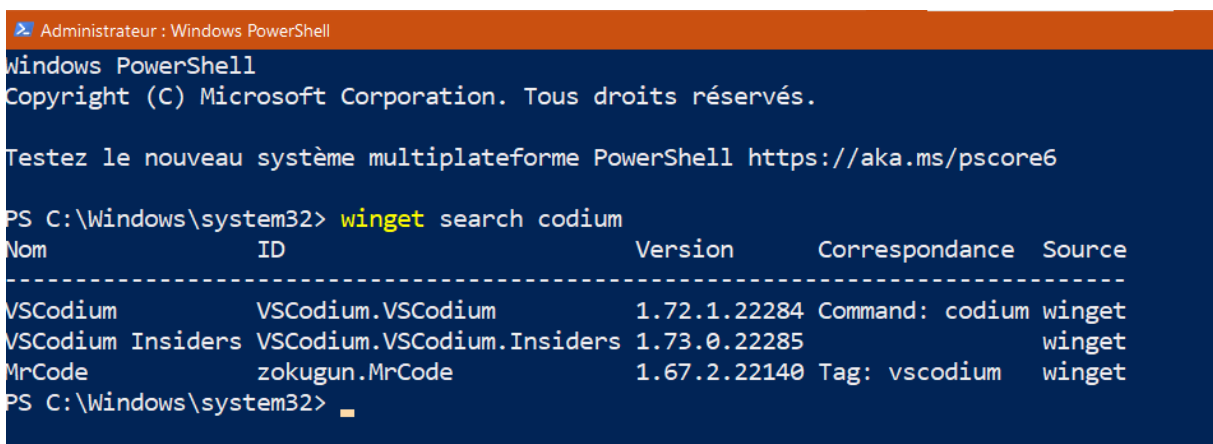 Administrateur : Windows PowerShell
Windows PowerShell
Copyright (C) Microsoft Corporation. Tous droits réservés.
Testez le nouveau système multiplateforme PowerShell https://aka.ms/pscore6
PS C:\Windows\system32> winget search codium
Nom ID Version Correspondance Source
--------------------------------------------------------------------------------
VSCodium VSCodium.VSCodium 1.72.1.22284 Command: codium winget
VSCodium Insiders VSCodium.VSCodium.Insiders 1.73.0.22285 winget
MrCode zokugun.MrCode 1.67.2.22140 Tag: vscodium winget
PS C:\Windows\system32>